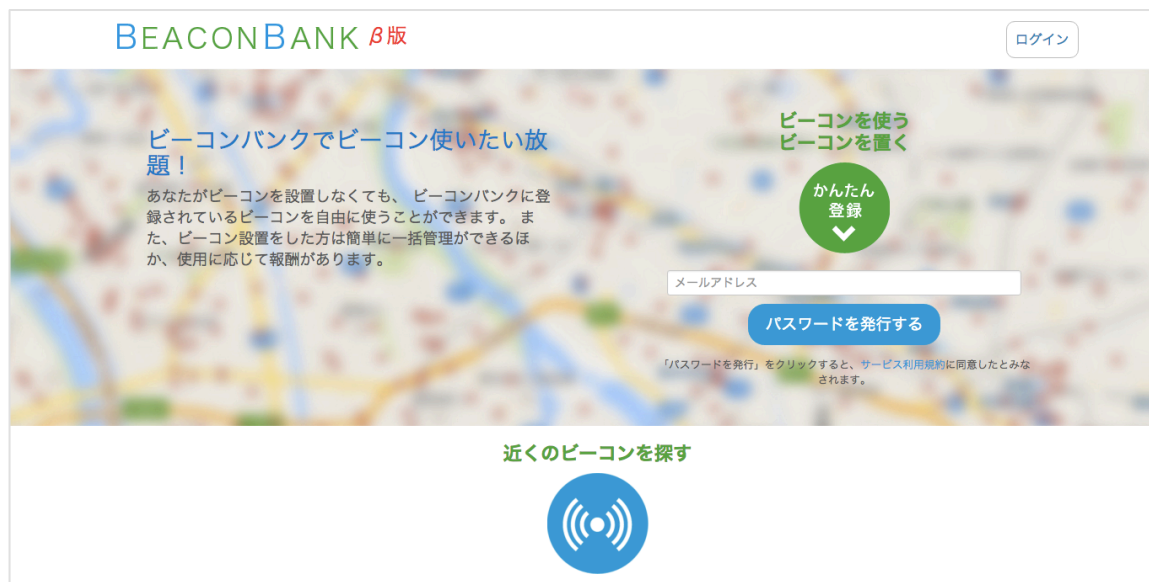 BEACONBANK β版
ログイン
ビーコンバンクでビーコン使いたい放
題！
あなたがビーコンを設置しなくても、 ビーコンバンクに登
録されているビーコンを自由に使うことができます。 ま
た、ビーコン設置をした方は簡単に一括管理ができるほ
か、使用に応じて報酬があります。
ビーコンを使う
ビーコンを置く
かんたん
登録
メールアドレス
パスワードを発行する
「パスワードを発行」をクリックすると、サービス利用規約に同意したとみな
されます。
近くのビーコンを探す